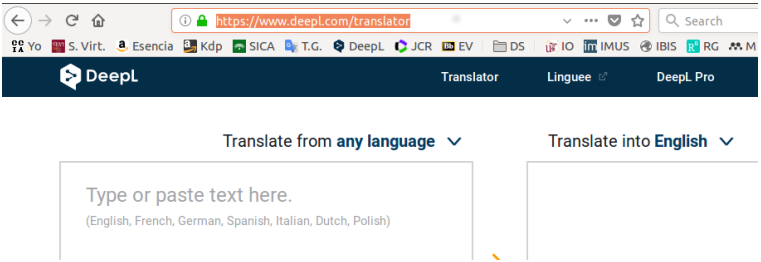 https://www.deepl.com/translator Search
Yo S. Virt. Esencia Kdp SICA T.G. DeepL JCR EV DS IO IMUS IBIS RG M
DeepL Translator Linguee DeepL Pro
Translate from any language Translate into English
Type or paste text here.
(English, French, German, Spanish, Italian, Dutch, Polish)